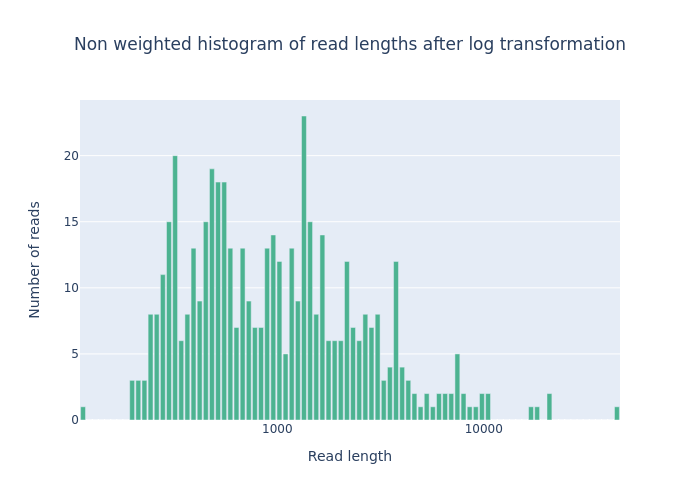 Non weighted histogram of read lengths after log transformation
20
15
10
5
0
1000
10000
Number of reads
Read length